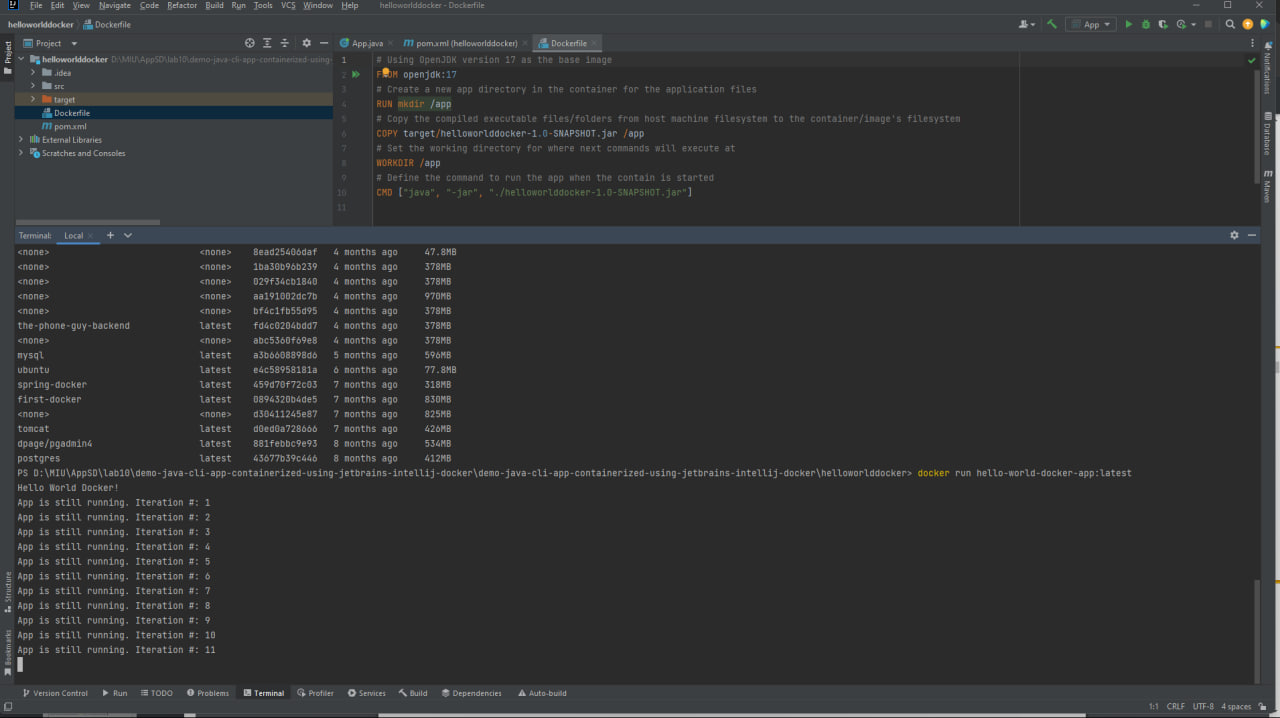 File Edit View Navigate Code Refactor Build Run Tools VCS Window Help helloworlddocker - Dockerfile
helloworlddocker Dockerfile App
Project App.java pom.xml (helloworlddocker) Dockerfile
Project
helloworlddocker D:\MIU\AppSD\lab10\demo-java-cli-app-containerized-using-
.idea
src
target
Dockerfile
pom.xml
External Libraries
Scratches and Consoles
1 # Using OpenJDK version 17 as the base image
2 FROM openjdk:17
3 # Create a new app directory in the container for the application files
4 RUN mkdir /app
5 # Copy the compiled executable files/folders from host machine filesystem to the container/image's filesystem
6 COPY target/helloworlddocker-1.0-SNAPSHOT.jar /app
7 # Set the working directory for where next commands will execute at
8 WORKDIR /app
9 # Define the command to run the app when the contain is started
10 CMD ["java", "-jar", "./helloworlddocker-1.0-SNAPSHOT.jar"]
11
Notifications
Database
Maven
Terminal: Local
<none> <none> 8ead25406daf 4 months ago 47.8MB
<none> <none> 1ba30b96b239 4 months ago 378MB
<none> <none> 029f34cb1840 4 months ago 378MB
<none> <none> aa191002dc7b 4 months ago 970MB
<none> <none> bf4c1fb55d95 4 months ago 378MB
the-phone-guy-backend latest fd4c0204bdd7 4 months ago 378MB
<none> <none> abc5360f69e8 4 months ago 378MB
mysql latest a3b6608898d6 5 months ago 596MB
ubuntu latest e4c58958181a 6 months ago 77.8MB
spring-docker latest 459d70f72c03 7 months ago 318MB
first-docker latest 0894320b4de5 7 months ago 830MB
<none> <none> d30411245e87 7 months ago 825MB
tomcat latest d0ed0a728666 7 months ago 426MB
dpage/pgadmin4 latest 881febbc9e93 8 months ago 534MB
postgres latest 43677b39c446 8 months ago 412MB
PS D:\MIU\AppSD\lab10\demo-java-cli-app-containerized-using-jetbrains-intellij-docker\demo-java-cli-app-containerized-using-jetbrains-intellij-docker\helloworlddocker> docker run hello-world-docker-app:latest
Hello World Docker!
App is still running. Iteration #: 1
App is still running. Iteration #: 2
App is still running. Iteration #: 3
App is still running. Iteration #: 4
App is still running. Iteration #: 5
App is still running. Iteration #: 6
App is still running. Iteration #: 7
App is still running. Iteration #: 8
App is still running. Iteration #: 9
App is still running. Iteration #: 10
App is still running. Iteration #: 11
Structure
Bookmarks
Version Control Run TODO Problems Terminal Profiler Services Build Dependencies Auto-build
1:1 CRLF UTF-8 4 spaces